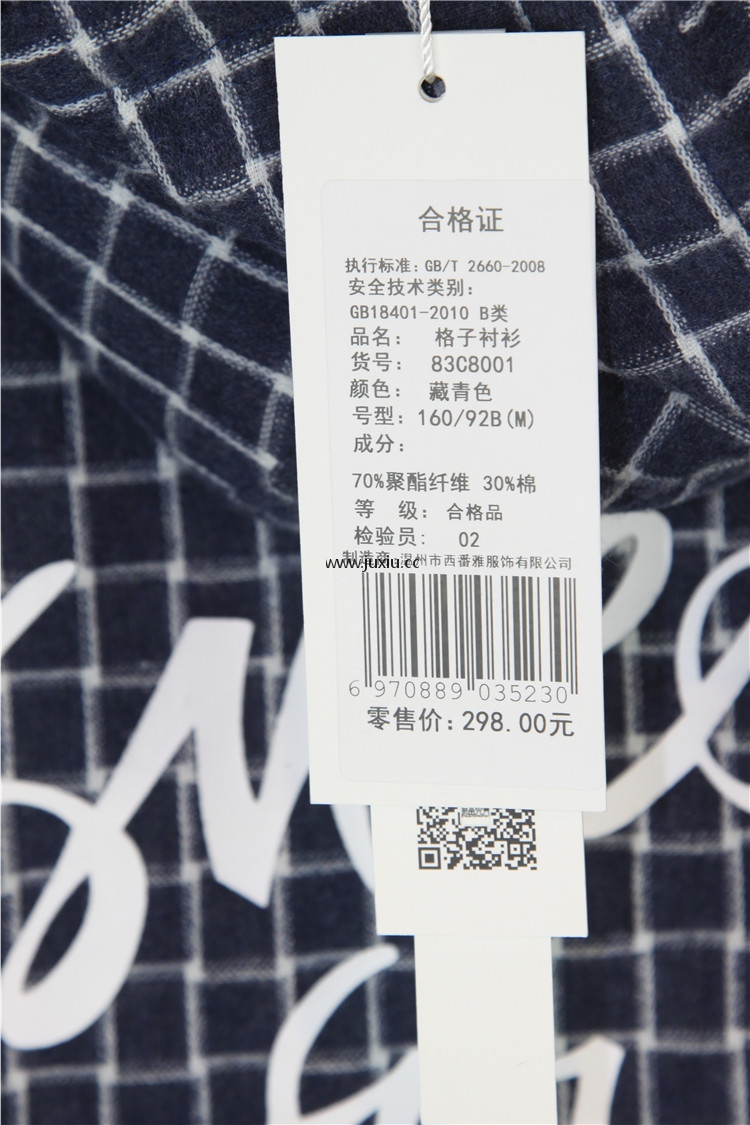 合格证
执行标准：GB/T 2660-2008
安全技术类别：
GB18401-2010 B类
品名： 格子衬衫
货号： 83C8001
颜色： 藏青色
号型：160/92B(M)
成分：
70%聚酯纤维 30%棉
等 级： 合格品
检验员： 02
制造商：温州市西番雅服饰有限公司
www.juxiu.cc
6 970889 035230
零售价：298.00元